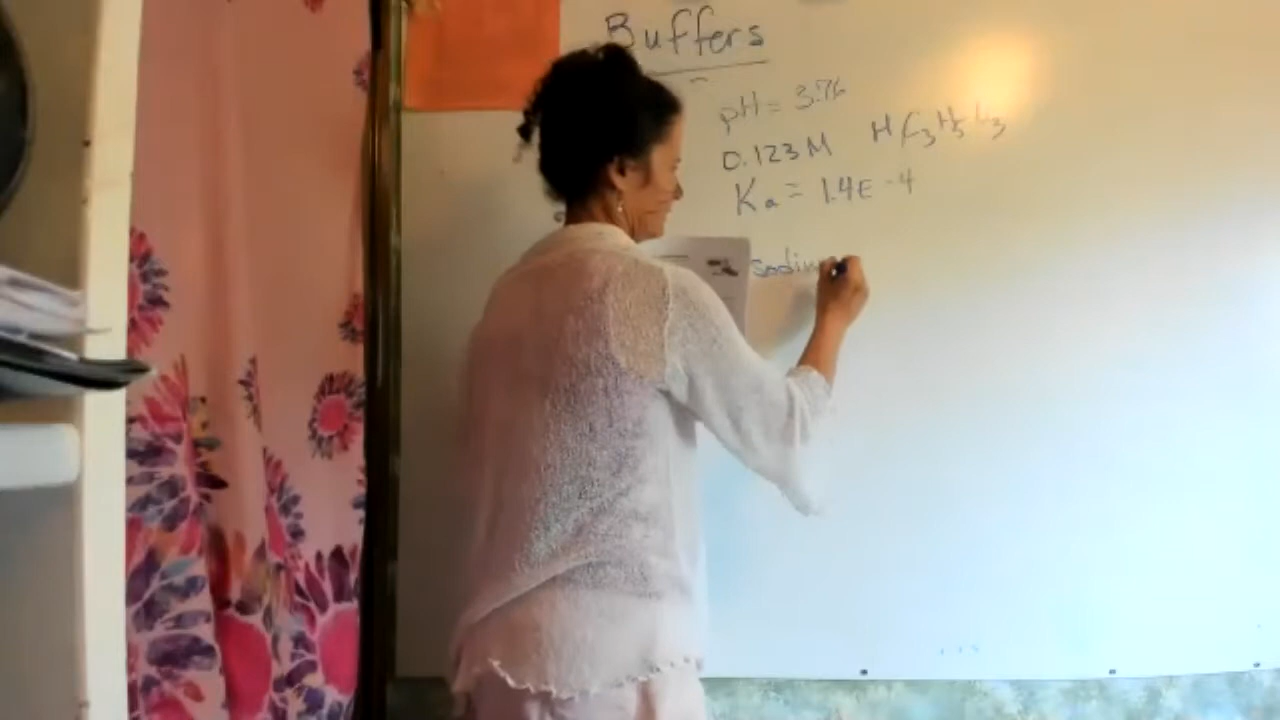 Buffers
pH = 3.76
0.123 M HC3H5O3
Ka = 1.4E-4
sodium